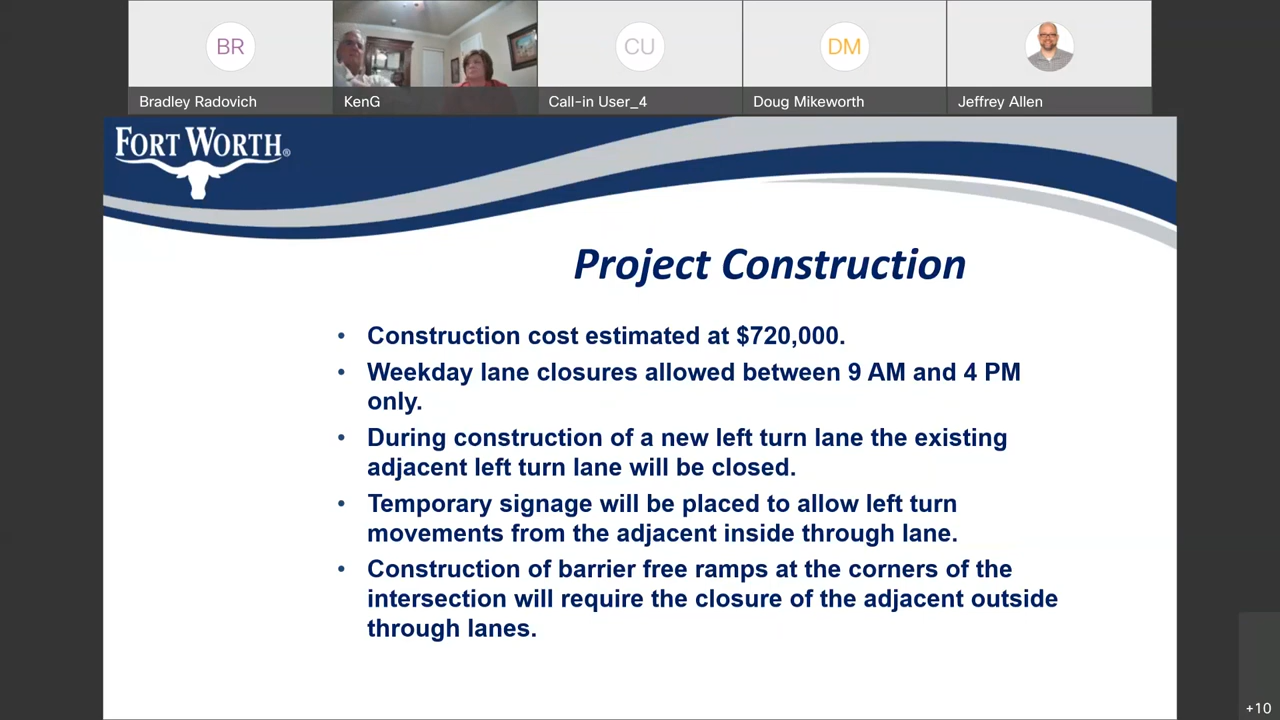 BR
CU
DM
Bradley Radovich
KenG
Call-in User_4
Doug Mikeworth
Jeffrey Allen
FORT WORTH®
Project Construction
• Construction cost estimated at $720,000.
• Weekday lane closures allowed between 9 AM and 4 PM
only.
• During construction of a new left turn lane the existing
adjacent left turn lane will be closed.
• Temporary signage will be placed to allow left turn
movements from the adjacent inside through lane.
• Construction of barrier free ramps at the corners of the
intersection will require the closure of the adjacent outside
through lanes.
+10